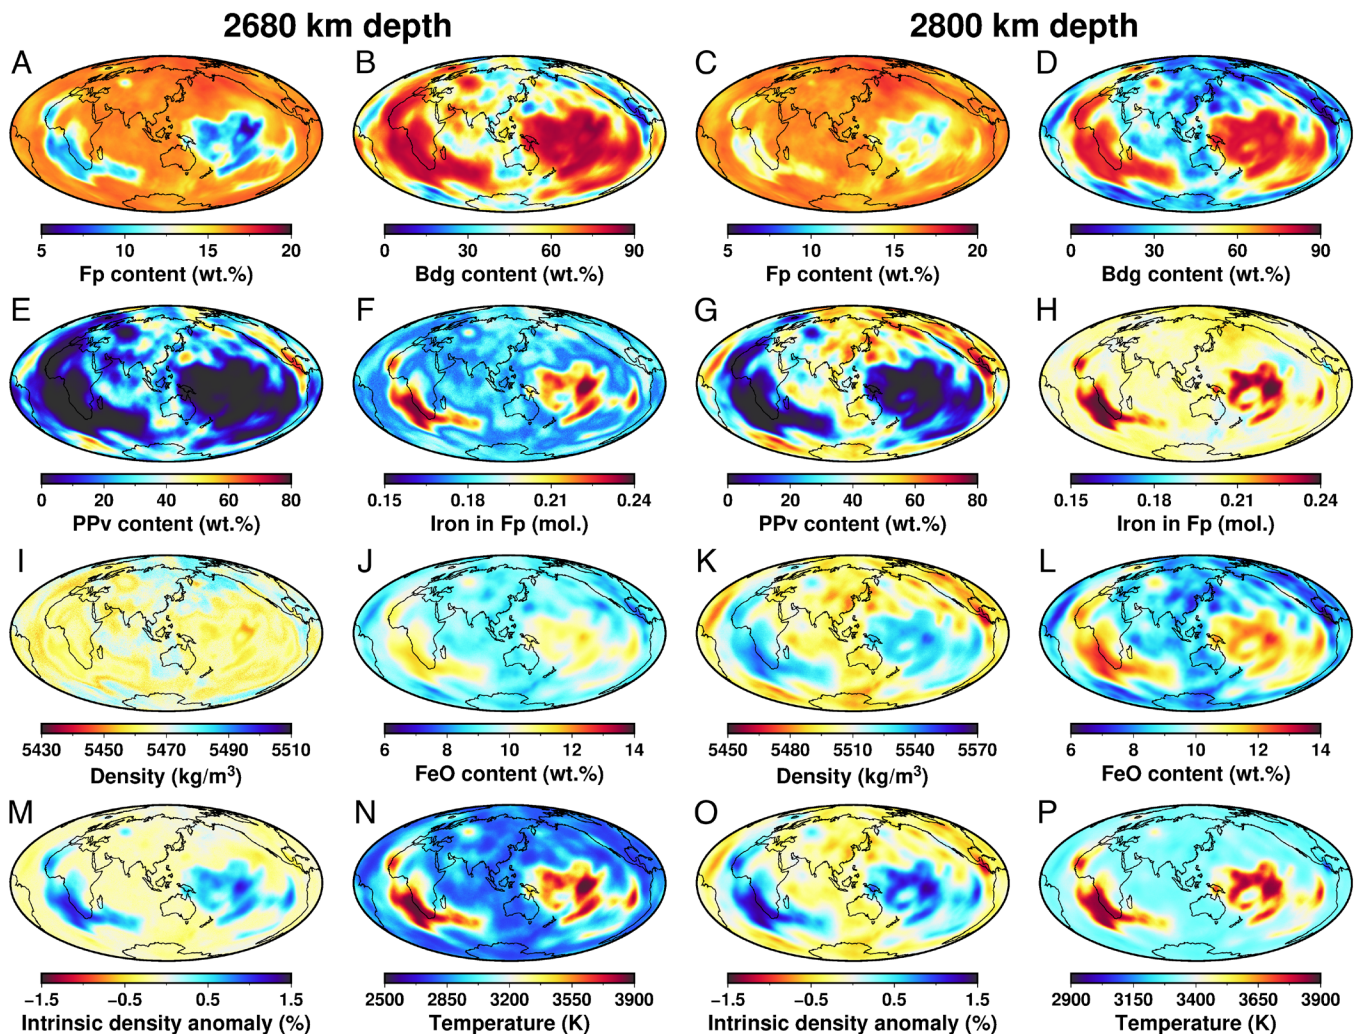 2680 km depth 2800 km depth
A B C D
5 10 15 20 0 30 60 90 5 10 15 20 0 30 60 90
Fp content (wt.%) Bdg content (wt.%) Fp content (wt.%) Bdg content (wt.%)
E F G H
0 20 40 60 80 0.15 0.18 0.21 0.24 0 20 40 60 80 0.15 0.18 0.21 0.24
PPv content (wt.%) Iron in Fp (mol.) PPv content (wt.%) Iron in Fp (mol.)
I J K L
5430 5450 5470 5490 5510 6 8 10 12 14 5450 5480 5510 5540 5570 6 8 10 12 14
Density (kg/m³) FeO content (wt.%) Density (kg/m³) FeO content (wt.%)
M N O P
−1.5 −0.5 0.5 1.5 2500 2850 3200 3550 3900 −1.5 −0.5 0.5 1.5 2900 3150 3400 3650 3900
Intrinsic density anomaly (%) Temperature (K) Intrinsic density anomaly (%) Temperature (K)